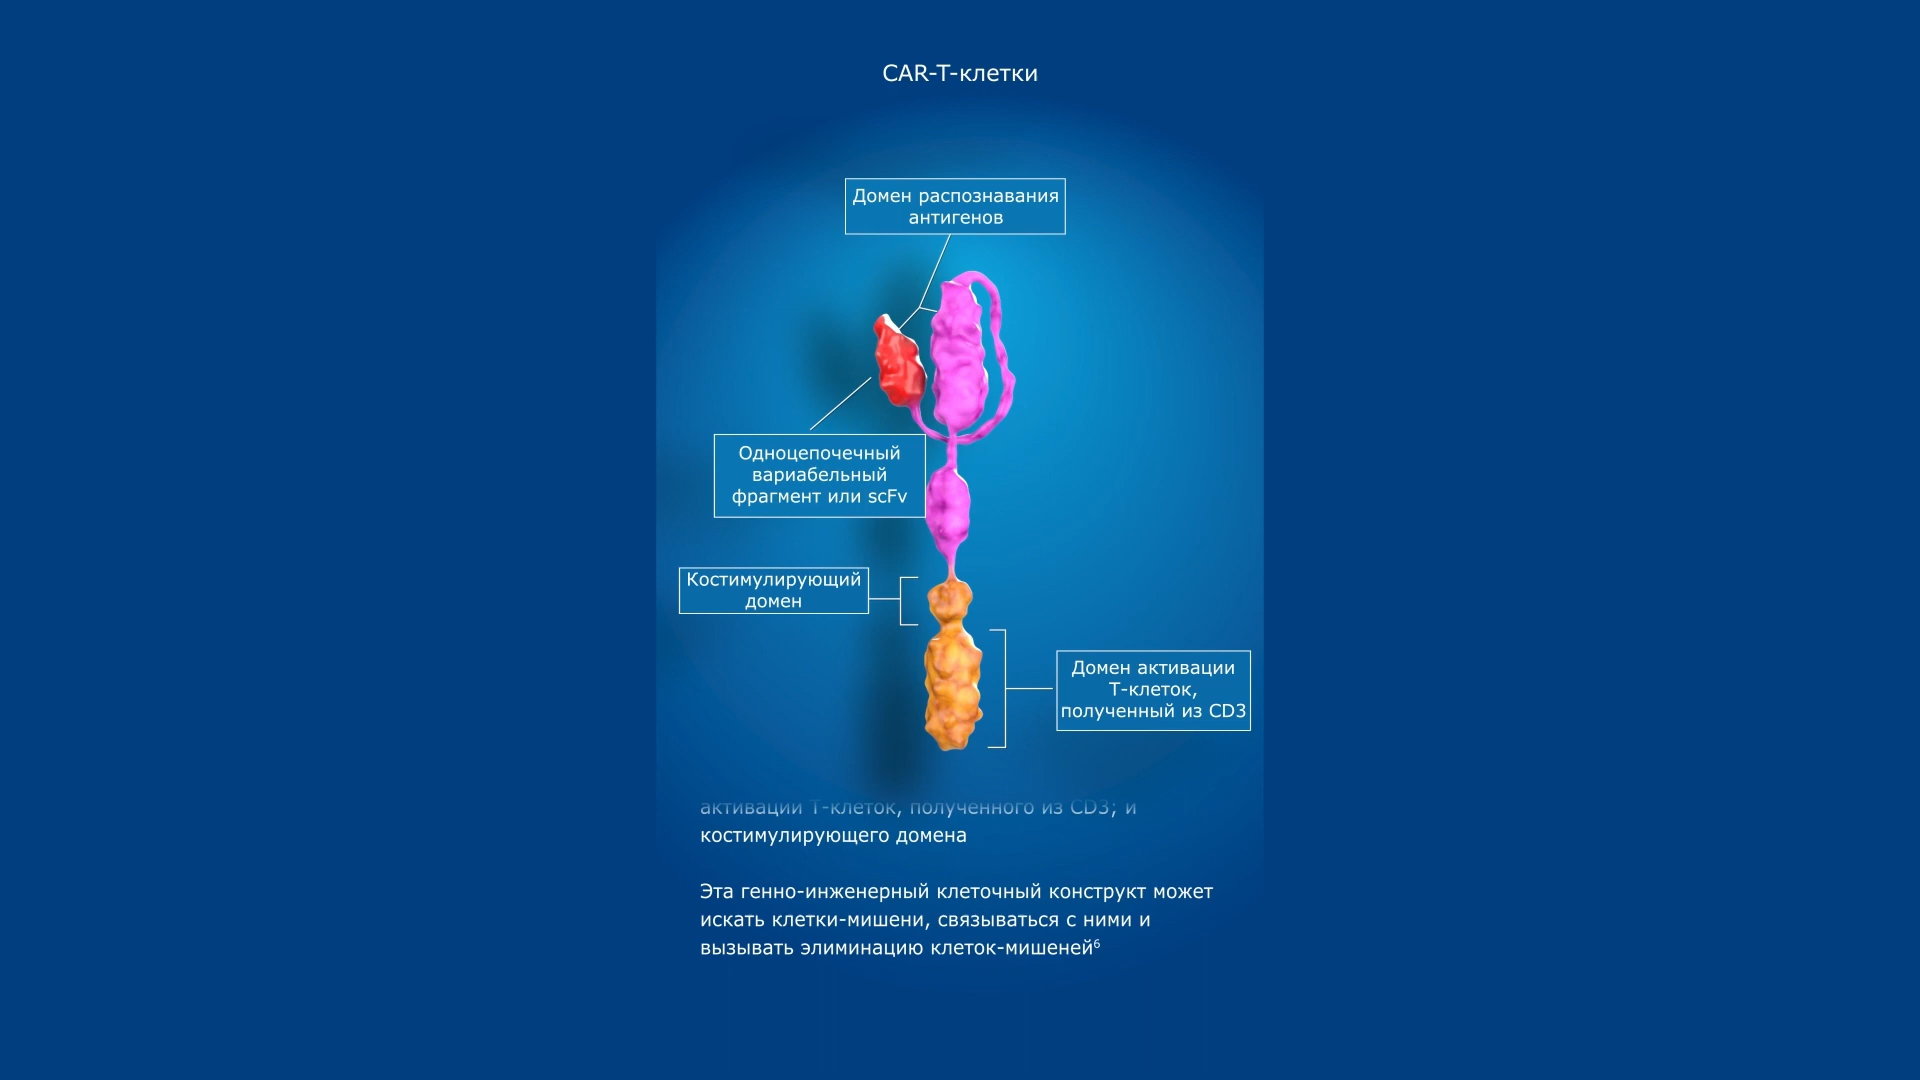 CAR-T-клетки
Домен распознавания
антигенов
Одноцепочечный
вариабельный
фрагмент или scFv
Костимулирующий
домен
Домен активации
Т-клеток,
полученный из CD3
активации Т-клеток, полученного из CD3; и
костимулирующего домена
Эта генно-инженерный клеточный конструкт может
искать клетки-мишени, связываться с ними и
вызывать элиминацию клеток-мишеней⁶